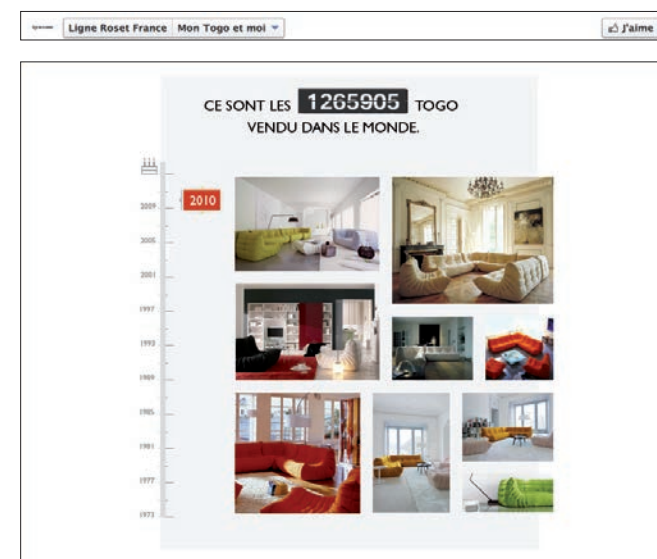 Ligne Roset France Mon Togo et moi
J'aime
CE SONT LES 1265905 TOGO
VENDU DANS LE MONDE.
2010
2009
2005
2001
1997
1993
1989
1985
1981
1977
1973